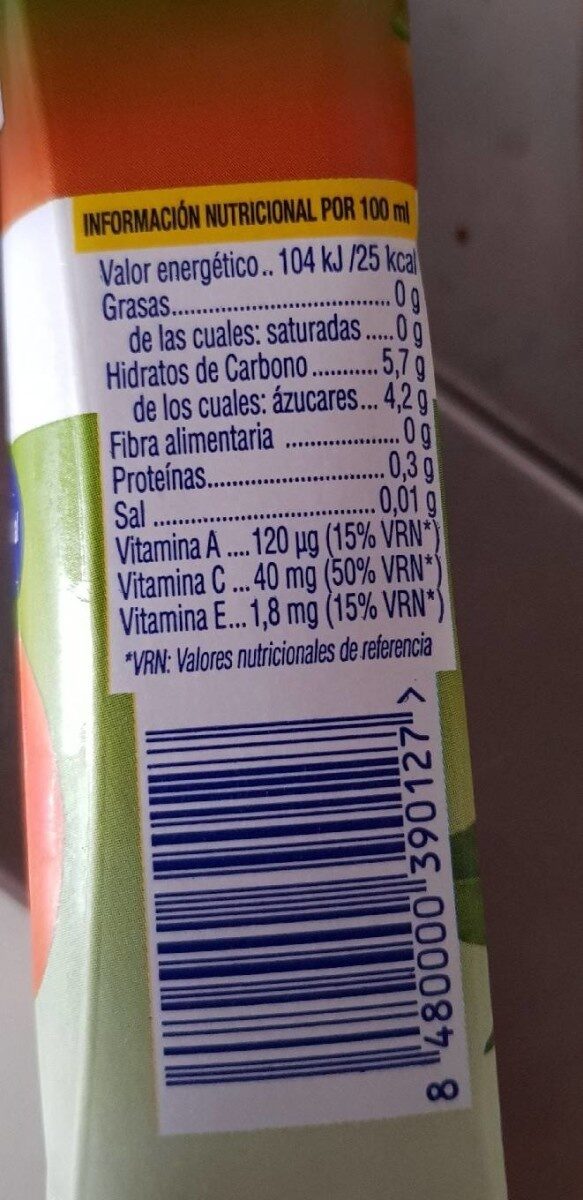 INFORMACIÓN NUTRICIONAL POR 100 ml
Valor energético.. 104 kJ /25 kcal
Grasas............................... 0 g
de las cuales: saturadas ..... 0 g
Hidratos de Carbono ............ 5,7 g
de los cuales: ázucares... 4,2 g
Fibra alimentaria ................. 0 g
Proteínas........................... 0,3 g
Sal .................................. 0,01 g
Vitamina A .... 120 µg (15% VRN*)
Vitamina C ... 40 mg (50% VRN*)
Vitamina E... 1,8 mg (15% VRN*)
*VRN: Valores nutricionales de referencia
8 480000 390127 >